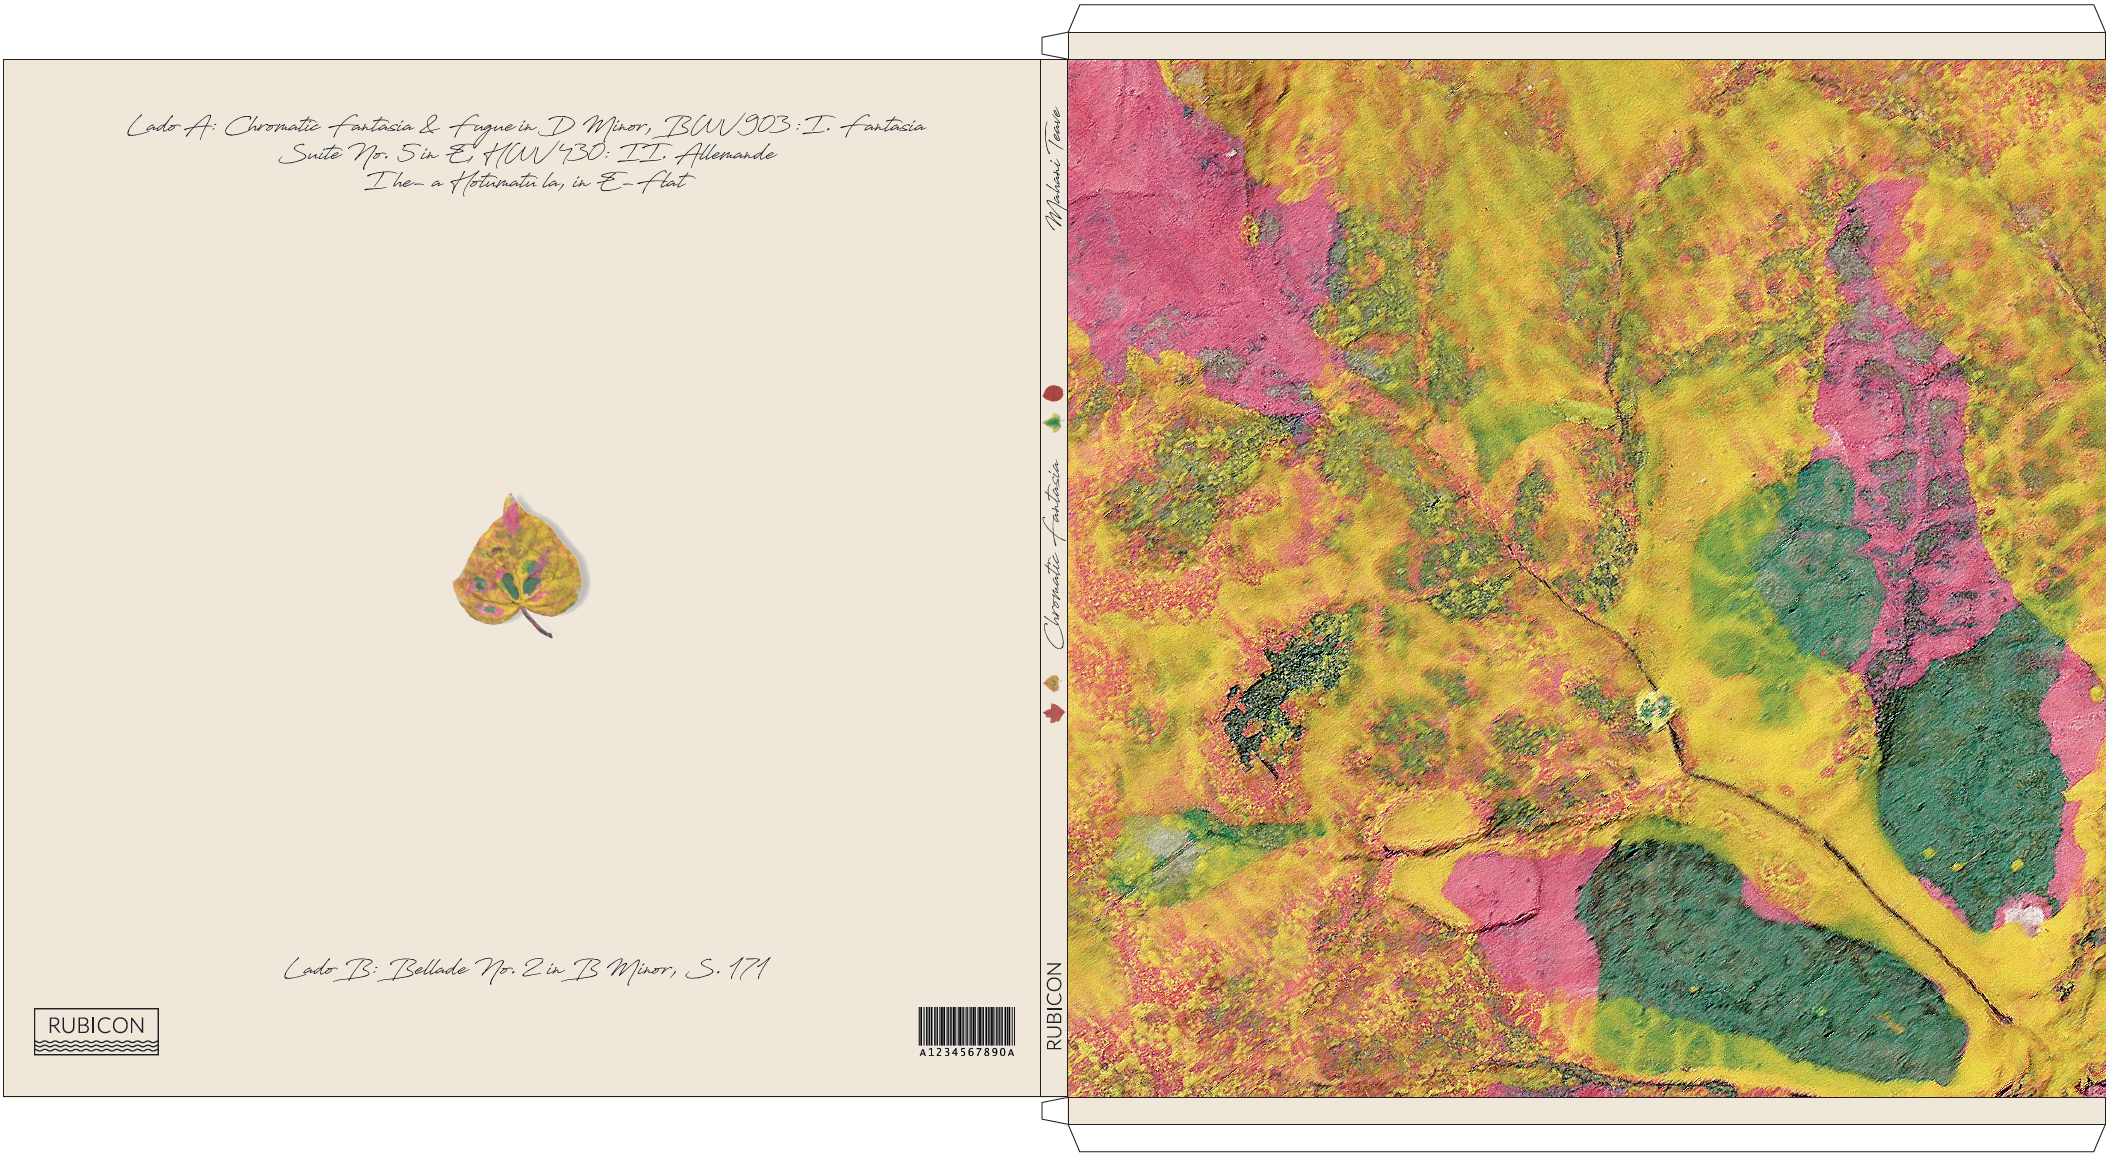 Lado A: Chromatic Fantasia & Fugue in D Minor, BWV 903 : I. Fantasia
Suite No. 5 in E, HWV 430: II. Allemande
I he- a Hotumatu la, in E- flat
Lado B: Bellade No. 2 in B Minor, S. 171
RUBICON
A1234567890A
Mahani Teave
Chromatic Fantasia
RUBICON